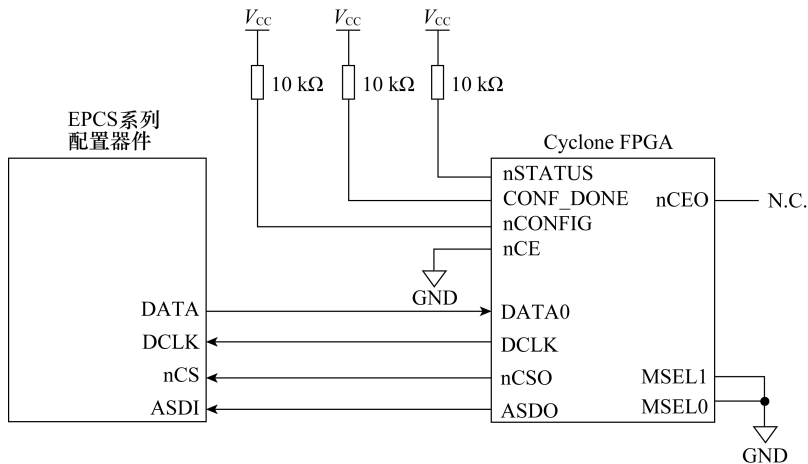 VCC VCC VCC
10 kΩ 10 kΩ 10 kΩ
EPCS系列
配置器件
Cyclone FPGA
nSTATUS
CONF_DONE
nCEO
N.C.
nCONFIG
nCE
GND
DATA
DATA0
DCLK
DCLK
nCS
nCSO
MSEL1
ASDI
ASDO
MSEL0
GND